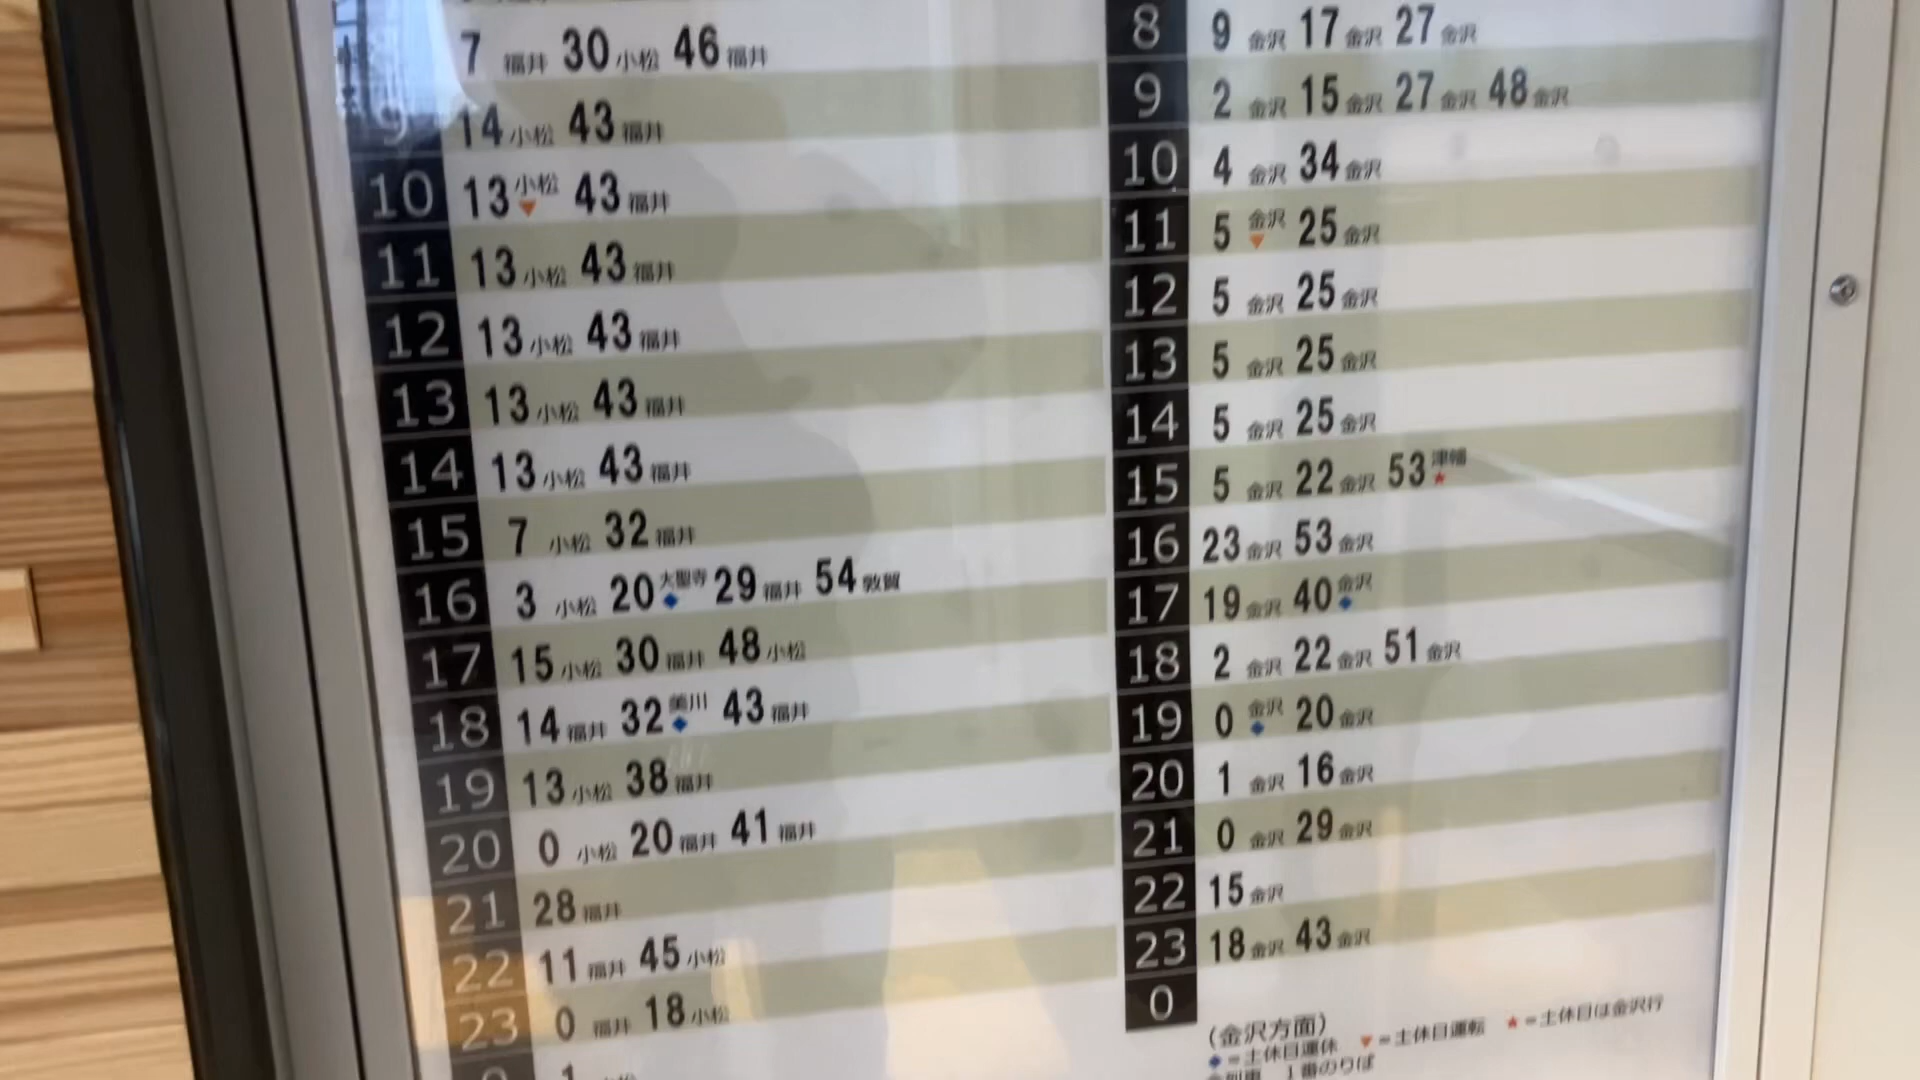 7 福井 30 小松 46 福井
9 14 小松 43 福井
10 13 小松▼ 43 福井
11 13 小松 43 福井
12 13 小松 43 福井
13 13 小松 43 福井
14 13 小松 43 福井
15 7 小松 32 福井
16 3 小松 20 大聖寺◆ 29 福井 54 敦賀
17 15 小松 30 福井 48 小松
18 14 福井 32 美川◆ 43 福井
19 13 小松 38 福井
20 0 小松 20 福井 41 福井
21 28 福井
22 11 福井 45 小松
23 0 福井 18 小松
0 1 小松
8 9 金沢 17 金沢 27 金沢
9 2 金沢 15 金沢 27 金沢 48 金沢
10 4 金沢 34 金沢
11 5 金沢▼ 25 金沢
12 5 金沢 25 金沢
13 5 金沢 25 金沢
14 5 金沢 25 金沢
15 5 金沢 22 金沢 53 津幡★
16 23 金沢 53 金沢
17 19 金沢 40 金沢◆
18 2 金沢 22 金沢 51 金沢
19 0 金沢◆ 20 金沢
20 1 金沢 16 金沢
21 0 金沢 29 金沢
22 15 金沢
23 18 金沢 43 金沢
0
(金沢方面)
◆=土休日運休 ▼=土休日運転 ★=土休日は金沢行
1番のりば